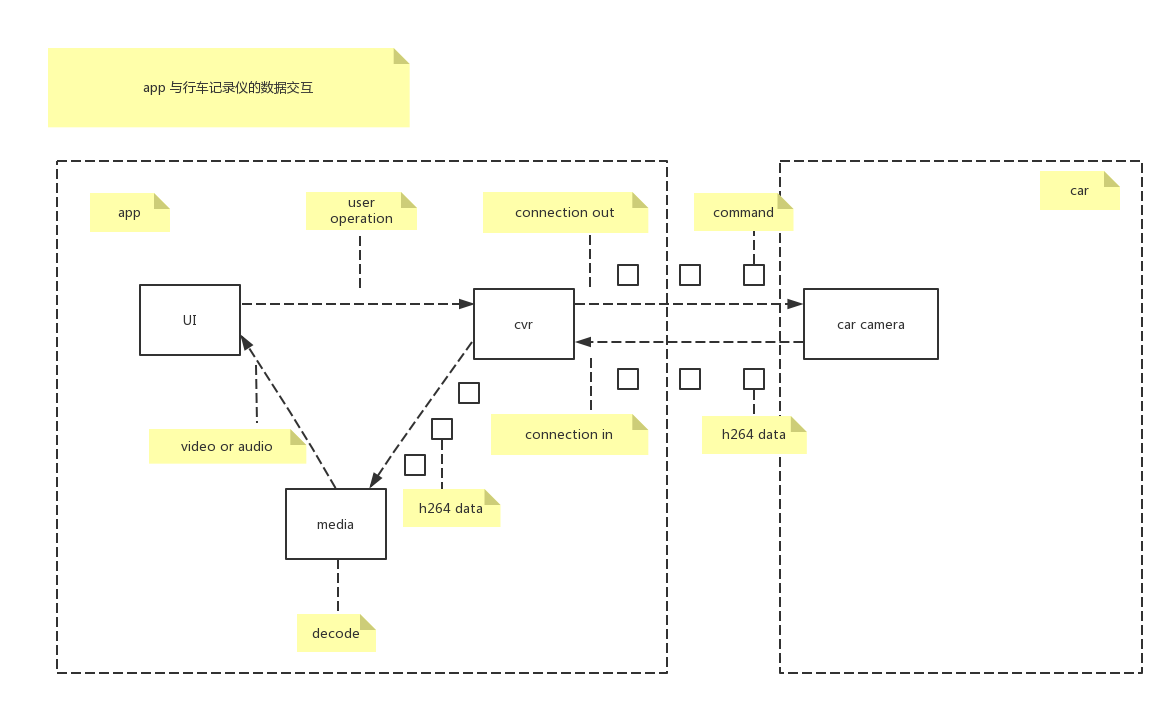 app 与行车记录仪的数据交互
app
user
operation
connection out
command
car
UI
cvr
car camera
video or audio
connection in
h264 data
media
h264 data
decode